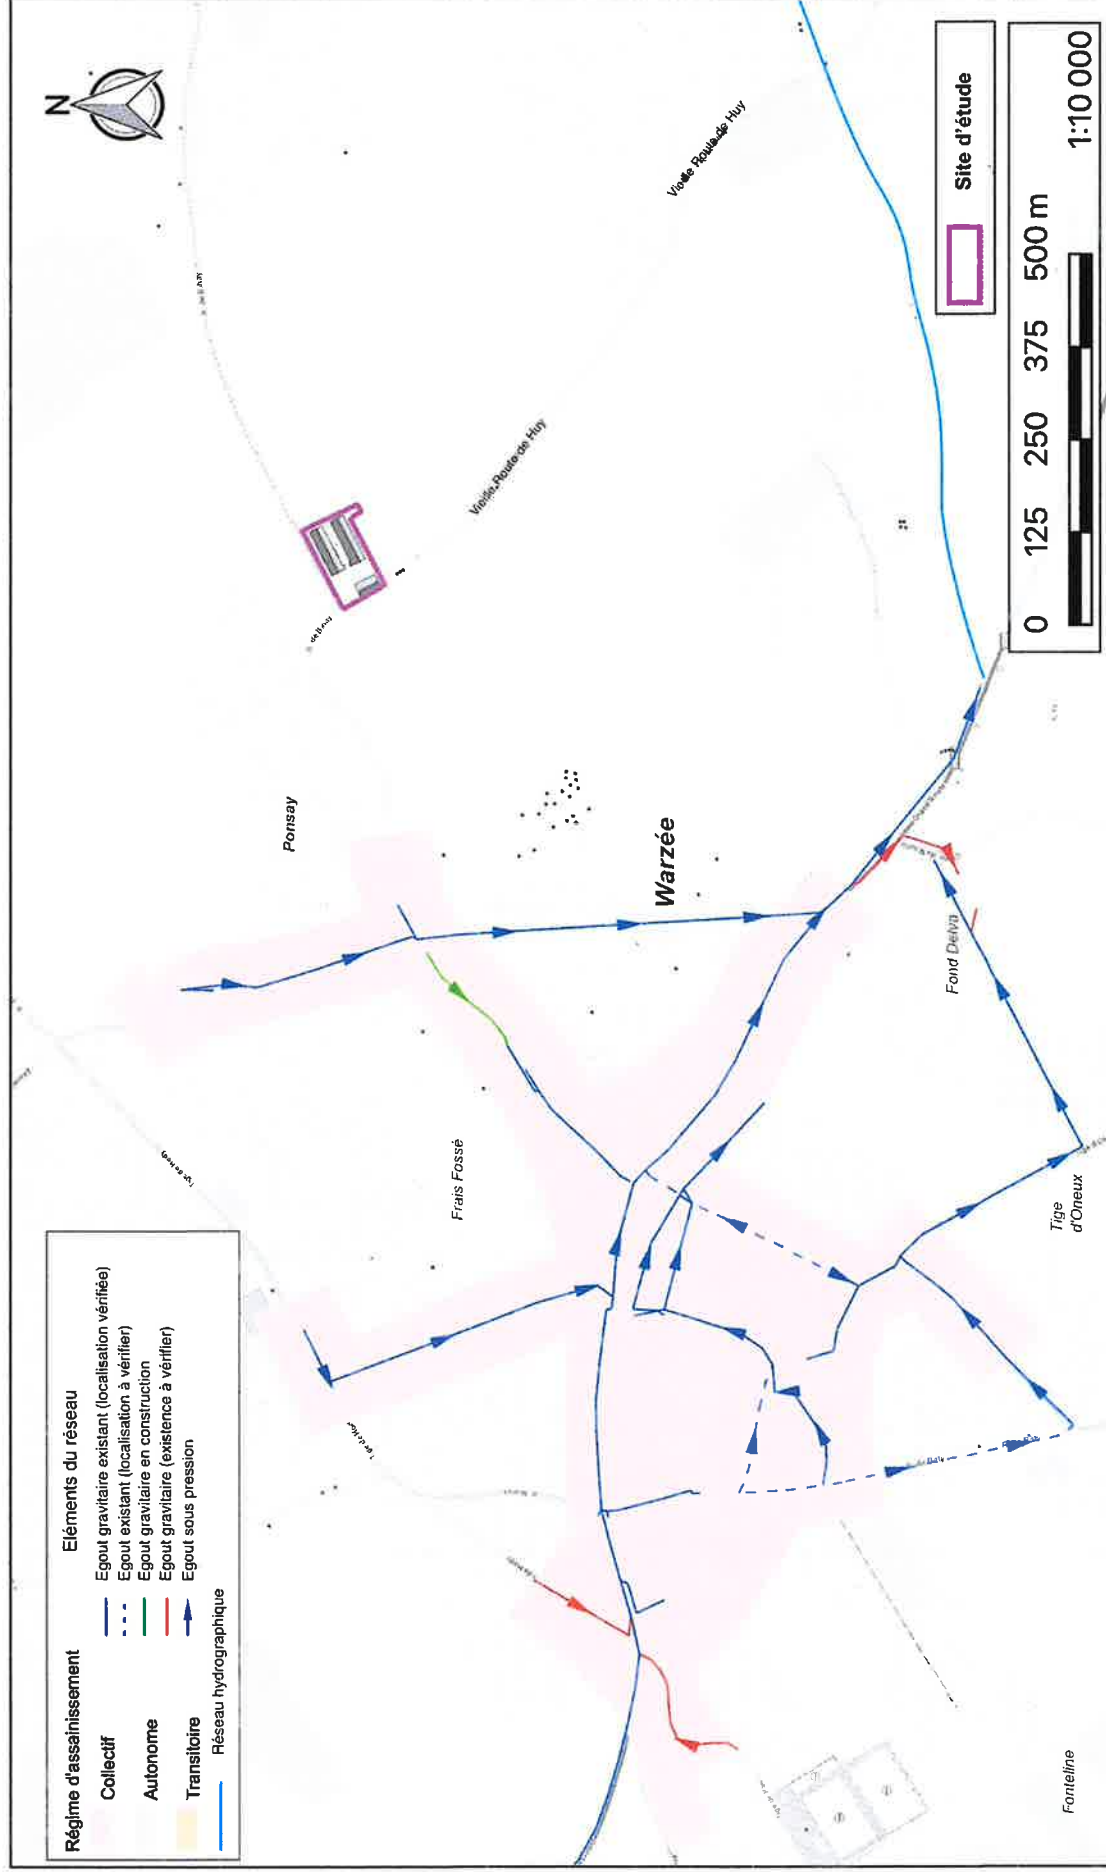 N
Régime d'assainissement
Collectif
Autonome
Transitoire
Réseau hydrographique
Eléments du réseau
Egout gravitaire existant (localisation vérifiée)
Egout existant (localisation à vérifier)
Egout gravitaire en construction
Egout gravitaire (existence à vérifier)
Egout sous pression
Ponsay
Frais Fossé
Warzée
Vieille Route de Huy
Vieille Route de Huy
Fond Delva
Tige
d'Oneux
Fonteline
Site d'étude
0 125 250 375 500 m
1:10 000